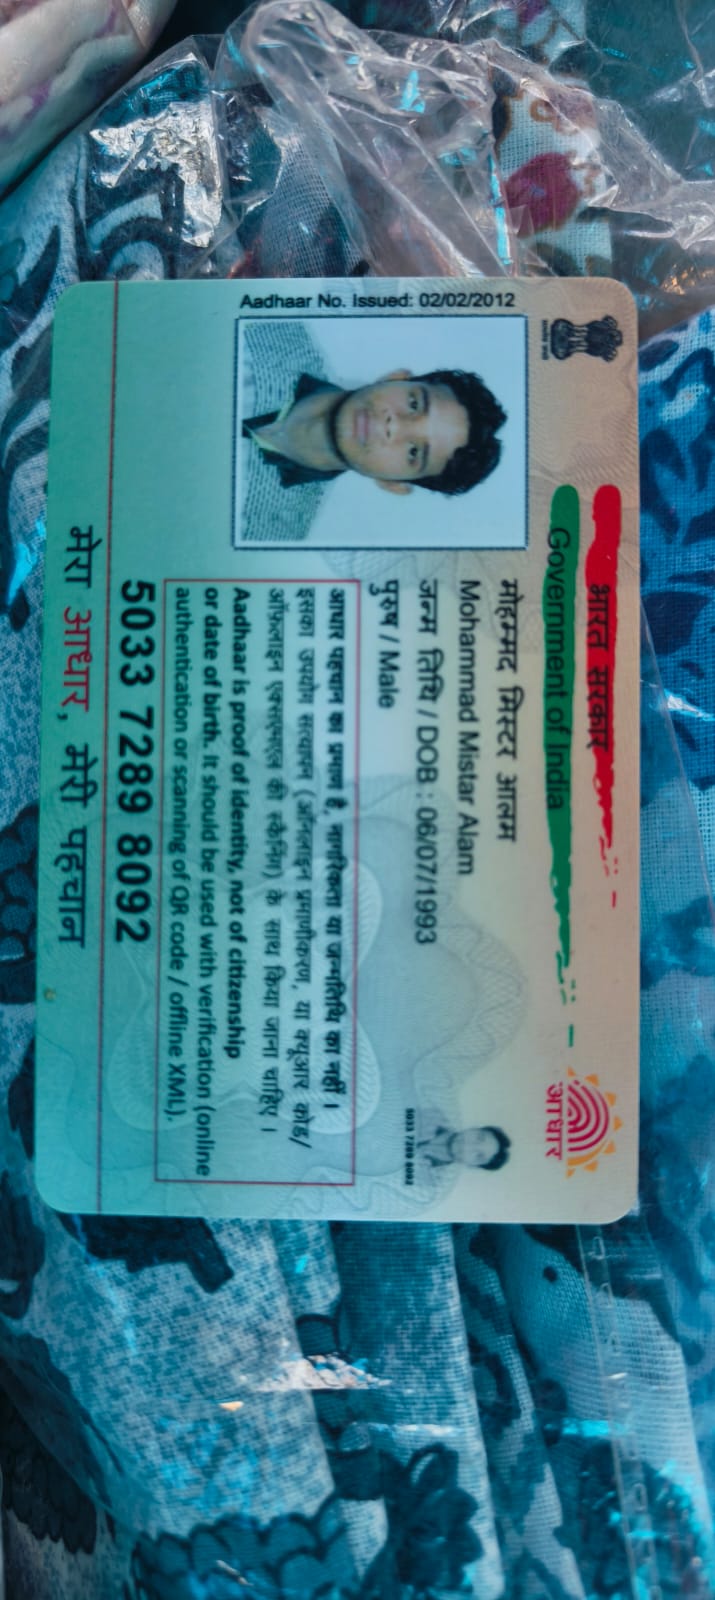 भारत सरकार
Government of India
आधार
Aadhaar No. Issued: 02/02/2012
मोहम्मद मिस्टर आलम
Mohammad Mistar Alam
जन्म तिथि / DOB : 06/07/1993
पुरुष / Male
5033 7289 8092
आधार पहचान का प्रमाण है, नागरिकता या जन्मतिथि का नहीं ।
इसका उपयोग सत्यापन (ऑनलाइन प्रमाणीकरण, या क्यूआर कोड/
ऑफलाइन एक्सएमएल की स्कैनिंग) के साथ किया जाना चाहिए ।
Aadhaar is proof of identity, not of citizenship
or date of birth. It should be used with verification (online
authentication or scanning of QR code / offline XML).
5033 7289 8092
मेरा आधार, मेरी पहचान